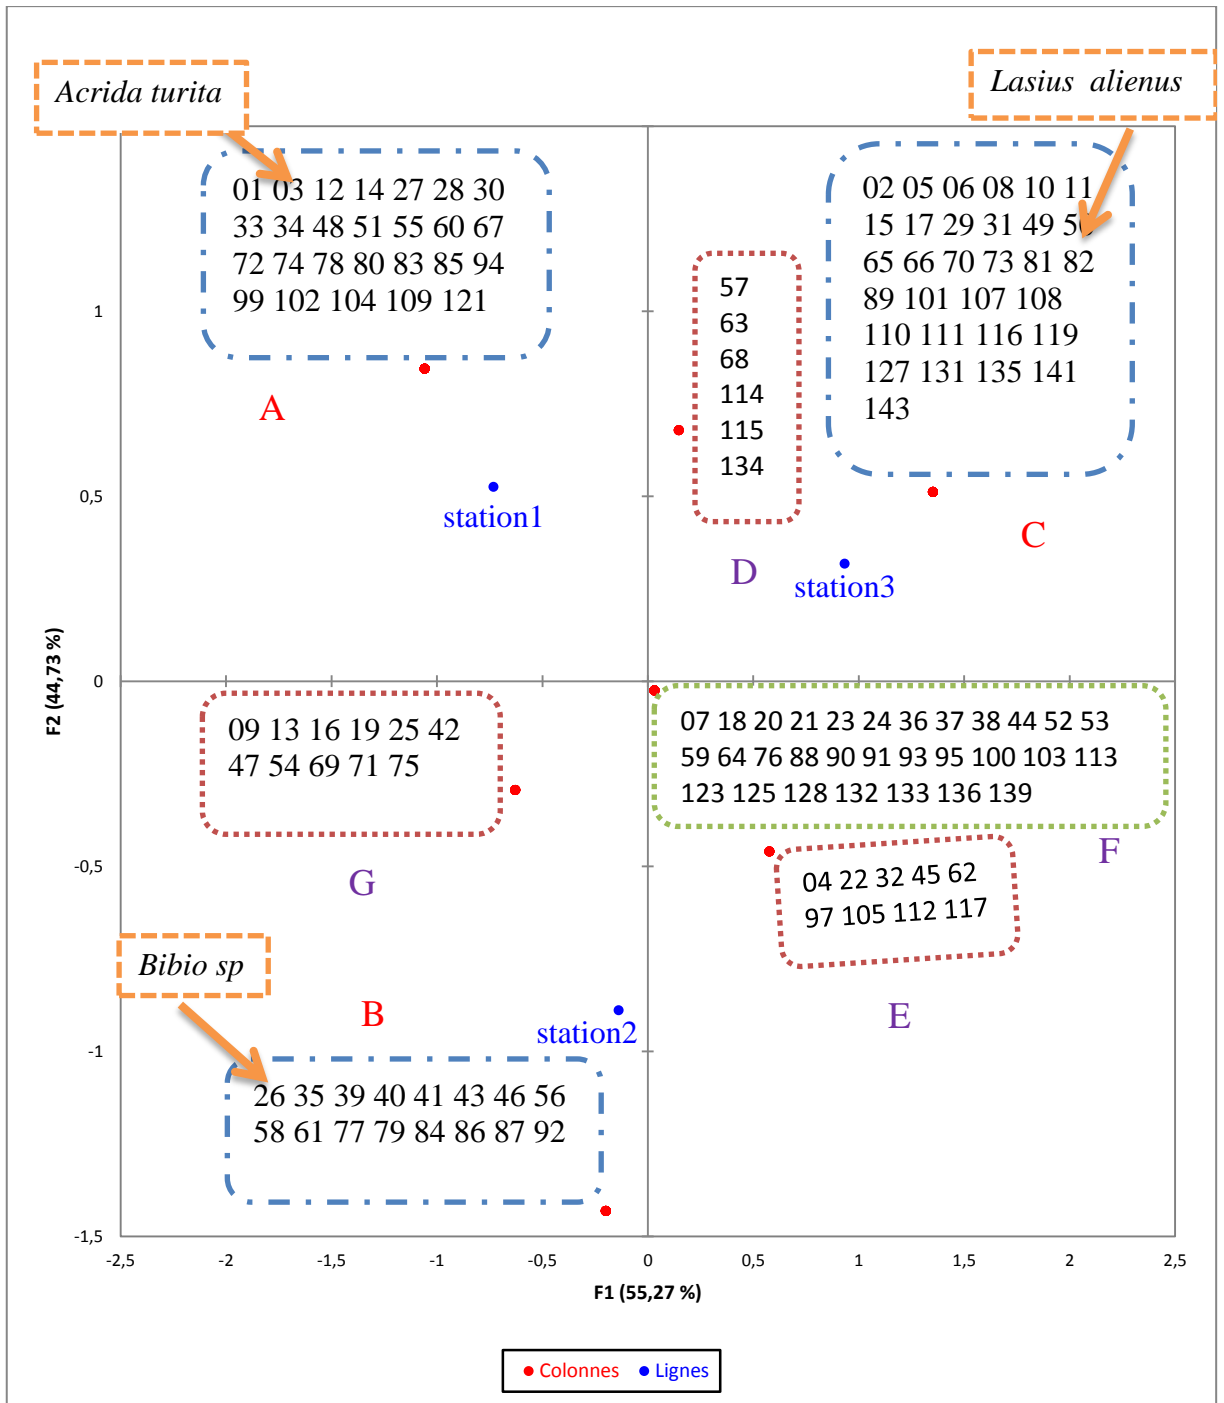 Acrida turita
Lasius alienus
01 03 12 14 27 28 30
33 34 48 51 55 60 67
72 74 78 80 83 85 94
99 102 104 109 121
02 05 06 08 10 11
15 17 29 31 49 50
65 66 70 73 81 82
89 101 107 108
110 111 116 119
127 131 135 141
143
57
63
68
114
115
134
A
station1
C
D
station3
1
0,5
0
-0,5
-1
-1,5
F2 (44,73 %)
09 13 16 19 25 42
47 54 69 71 75
07 18 20 21 23 24 36 37 38 44 52 53
59 64 76 88 90 91 93 95 100 103 113
123 125 128 132 133 136 139
F
G
04 22 32 45 62
97 105 112 117
E
Bibio sp
B
station2
26 35 39 40 41 43 46 56
58 61 77 79 84 86 87 92
-2,5 -2 -1,5 -1 -0,5 0 0,5 1 1,5 2 2,5
F1 (55,27 %)
Colonnes Lignes